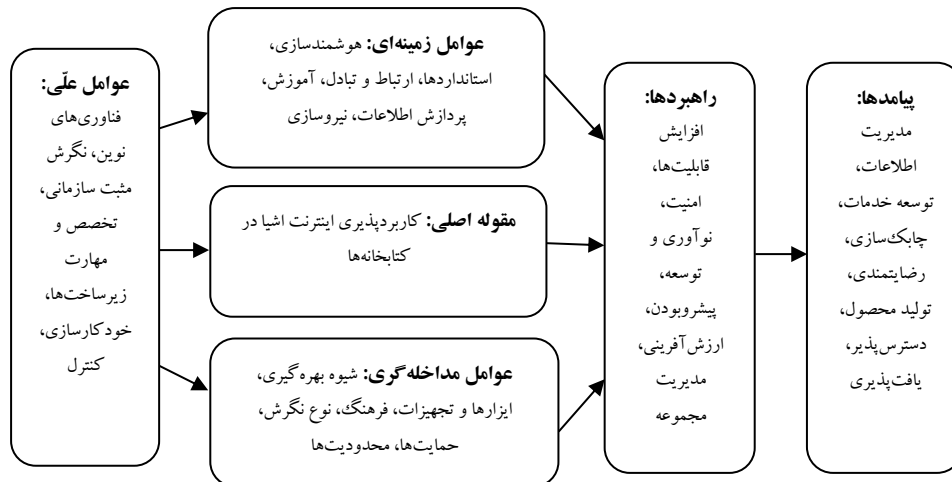 عوامل علّی:
فناوری‌های
نوین، نگرش
مثبت سازمانی،
تخصص و
مهارت
زیرساخت‌ها،
خودکارسازی،
کنترل
عوامل زمینه‌ای: هوشمندسازی،
استانداردها، ارتباط و تبادل، آموزش،
پردازش اطلاعات، نیروسازی
مقوله اصلی: کاربردپذیری اینترنت اشیا در
کتابخانه‌ها
عوامل مداخله‌گری: شیوه بهره‌گیری،
ایزارها و تجهیزات، فرهنگ، نوع نگرش،
حمایت‌ها، محدودیت‌ها
راهبردها:
افزایش
قابلیت‌ها،
امنیت،
نوآوری و
توسعه،
پیشروبودن،
ارزش‌آفرینی،
مدیریت
مجموعه
پیامدها:
مدیریت
اطلاعات،
توسعه خدمات،
چابک‌سازی،
رضایتمندی،
تولید محصول،
دسترس‌پذیر،
یافت‌پذیری